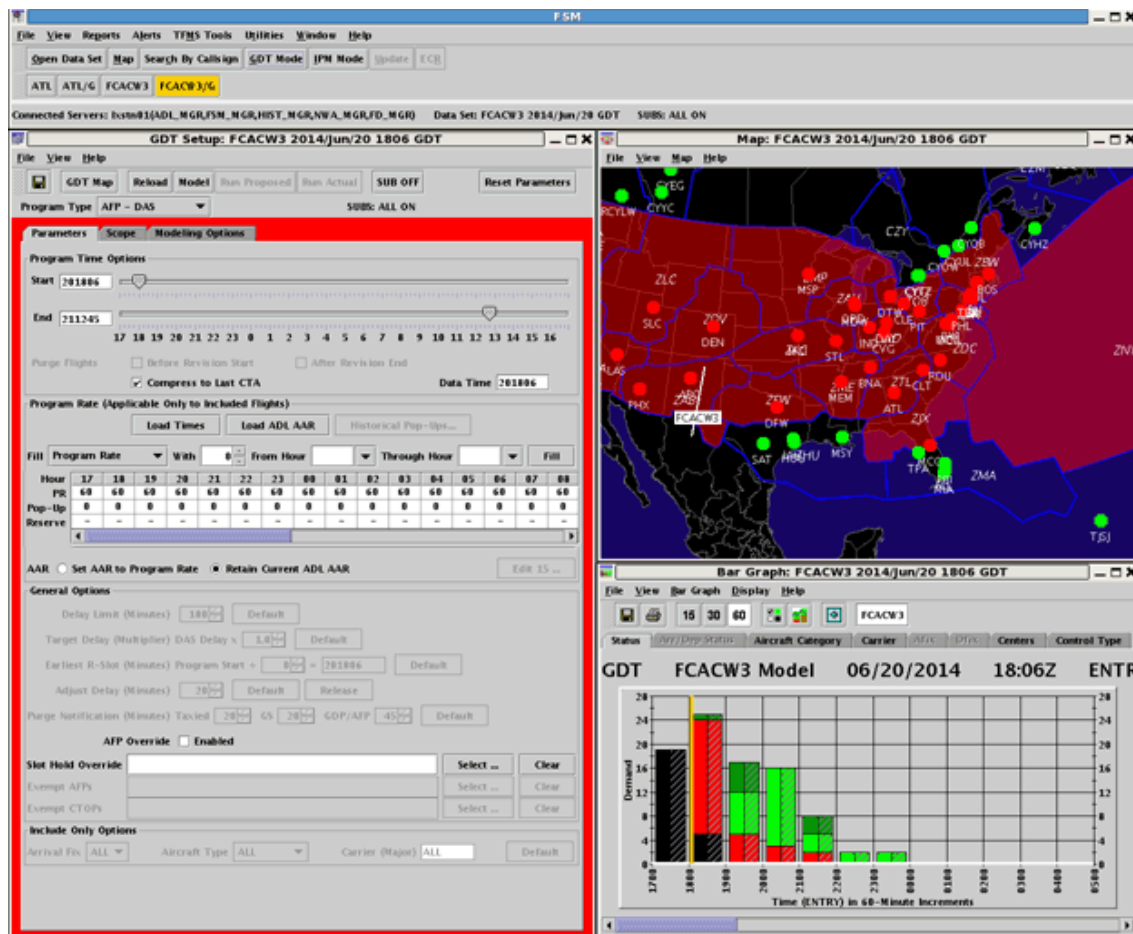 FSM
File View Reports Alerts TFMS Tools Utilities Window Help
Open Data Set Map Search By Callsign GDT Mode IPM Mode Update ECR
ATL ATL/G FCACW3 FCACW3/G
Data Set: FCACW3 2014/Jun/20 1806 GDT SUBS: ALL ON
GDT Setup: FCACW3 2014/Jun/20 1806 GDT
File View Help
GDT Map Reload Model Run Proposed Run Actual SUB OFF Reset Parameters
Program Type AFP - DAS SUBS: ALL ON
Parameters Scope Modeling Options
Program Time Options
Start 201806
End 211245
17 18 19 20 21 22 23 0 1 2 3 4 5 6 7 8 9 10 11 12 13 14 15 16
Purge Flights Before Revision Start After Revision End
Compress to Last CTA Data Time 201806
Program Rate (Applicable Only to Included Flights)
Load Times Load ADL AAR Historical Pop-Ups...
Fill Program Rate With 0 From Hour Through Hour Fill
Hour 17 18 19 20 21 22 23 00 01 02 03 04 05 06 07 08
PR 60 60 60 60 60 60 60 60 60 60 60 60 60 60 60 60
Pop-Up 0 0 0 0 0 0 0 0 0 0 0 0 0 0 0 0
Reserve - - - - - - - - - - - - - - - -
AAR Set AAR to Program Rate Retain Current ADL AAR Edit 15 ...
General Options
Delay Limit (Minutes) 180 Default
Target Delay (Multiplier) DAS Delay x 1.0 Default
Earliest R-Slot (Minutes) Program Start + 0 = 201806 Default
Adjust Delay (Minutes) 20 Default Release
Purge Notification (Minutes) Taxied 20 GS 20 GDP/AFP 45 Default
AFP Override Enabled
Slot Hold Override Select ... Clear
Exempt AFPs Select ... Clear
Exempt CTOPs Select ... Clear
Include Only Options
Arrival Fix ALL Aircraft Type ALL Carrier (Major) ALL Default
Map: FCACW3 2014/Jun/20 1806 GDT
File View Map Help
CYEG
CYYC
CZY
CYQB
CYHZ
ZLC
MSP
ZBW
BOS
SLC
DEN
DTW
CLE
PIT
PHL
ZDC
LAS
STL
CVG
RDU
PHX
FCACW3
MEM
BNA
ZTL
CLT
ATL
DFW
ZJX
SAT
MSY
TPA
MIA
ZMA
TJSJ
Bar Graph: FCACW3 2014/Jun/20 1806 GDT
File View Bar Graph Display Help
15 30 60 FCACW3
Status Arr/Dep Status Aircraft Category Carrier AFix DFix Centers Control Type
GDT FCACW3 Model 06/20/2014 18:06Z ENTR
Demand
28 24 20 16 12 8 4 0
28 24 20 16 12 8 4 0
1700 1800 1900 2000 2100 2200 2300 0000 0100 0200 0300 0400 0500
Time (ENTRY) in 60-Minute Increments